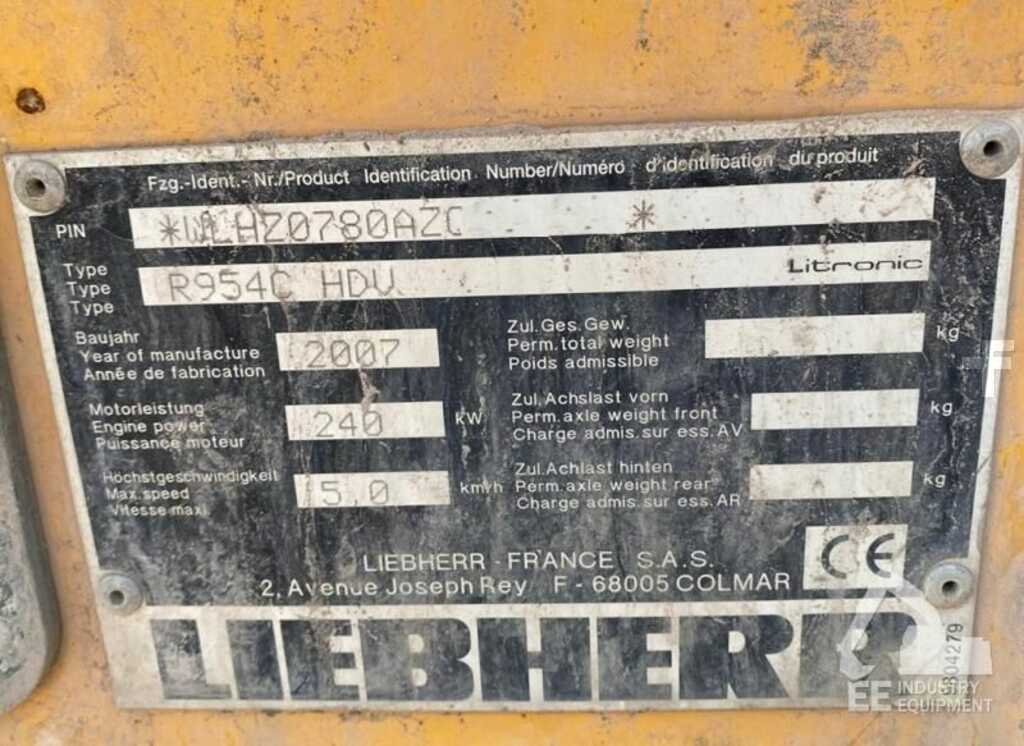 Fzg.-Ident.- Nr./Product Identification Number/Numéro d'identification du produit
PIN *WLHZ0780AZC *
Type
Type R954C HDV Litronic
Type
Baujahr
Year of manufacture 2007
Année de fabrication
Zul.Ges.Gew. kg
Perm.total weight
Poids admissible
Motorleistung
Engine power 240 kW
Puissance moteur
Zul.Achslast vorn kg
Perm.axle weight front
Charge admis.sur ess.AV
Höchstgeschwindigkeit
Max.speed 5,0 km/h
Vitesse maxi
Zul.Achlast hinten kg
Perm.axle weight rear
Charge admis.sur ess.AR
LIEBHERR - FRANCE S.A.S.
2, Avenue Joseph Rey F - 68005 COLMAR
CE
LIEBHERR
EE INDUSTRY
EQUIPMENT
F